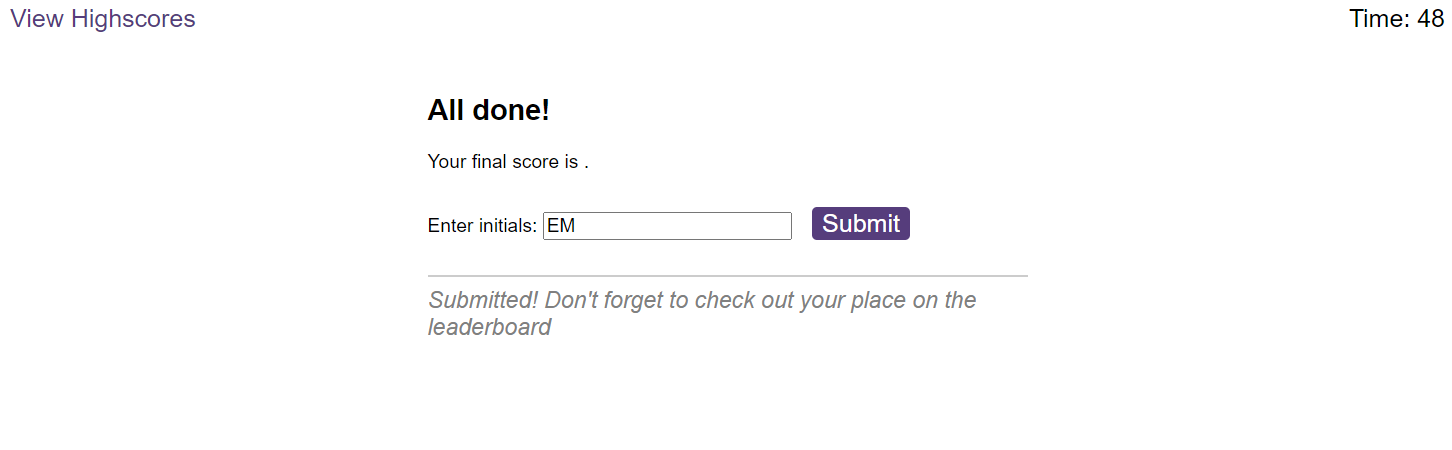 View Highscores
Time: 48
All done!
Your final score is .
Enter initials: EM Submit
Submitted! Don't forget to check out your place on the
leaderboard